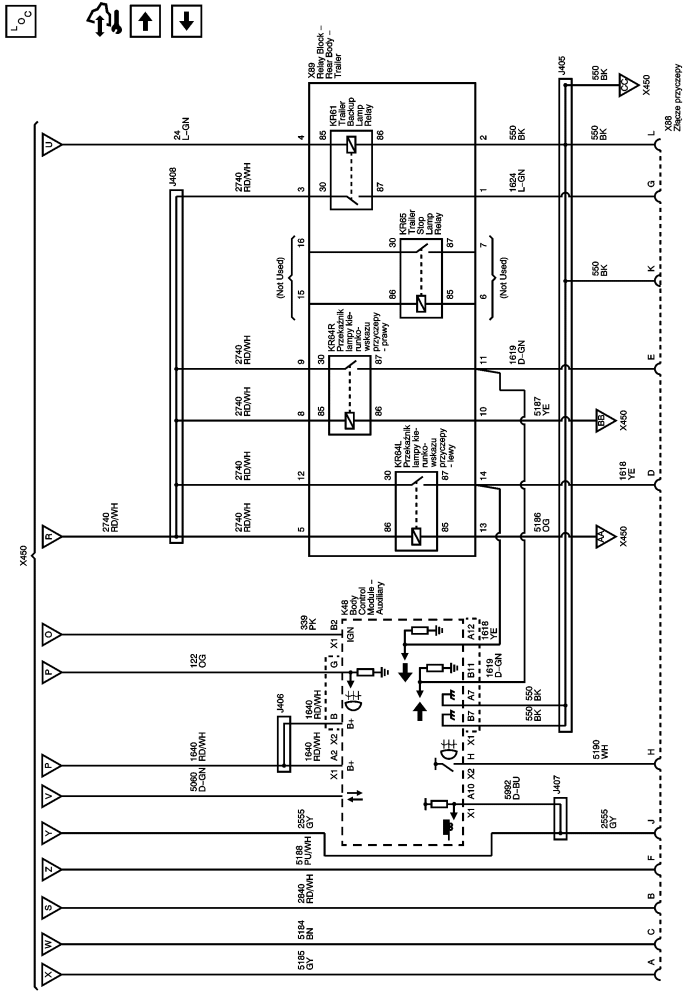 LOC
X450
U
R
O
P
P
V
Y
Z
S
W
X
24
L-GN
2740
RD/WH
J408
2740
RD/WH
2740
RD/WH
2740
RD/WH
2740
RD/WH
2740
RD/WH
339
PK
122
OG
1640
RD/WH
J406
1640
RD/WH
1640
RD/WH
5060
D-GN
2555
GY
5188
PU/WH
2840
RD/WH
5184
BN
5185
GY
X89
Relay Block –
Rear Body –
Trailer
4
3
16
15
9
8
12
5
(Not Used)
KR61
Trailer
Backup
Lamp
Relay
85
86
30
87
KR65
Trailer
Stop
Lamp
Relay
30
87
86
85
KR64R
Przekaźnik
lampy kie-
runko-
wskazu
przyczepy
- prawy
30
87
85
86
KR64L
Przekaźnik
lampy kie-
runko-
wskazu
przyczepy
- lewy
30
87
86
85
2
1
7
6
11
10
14
13
(Not Used)
550
BK
1624
L-GN
1619
D-GN
5187
YE
5186
OG
J405
550
BK
CC
X450
550
BK
X88
Złącze przyczepy
L
G
550
BK
K
E
BB
X450
1618
YE
D
AA
X450
K48
Body
Control
Module –
Auxiliary
X1
B2
IGN
G
B
X2
B+
A2
X1
B+
A12
1618
YE
B11
1619
D-GN
A7
550
BK
B7
550
BK
X1
H
X2
A10
X1
5190
WH
H
5992
D-BU
J407
2555
GY
J
F
B
C
A